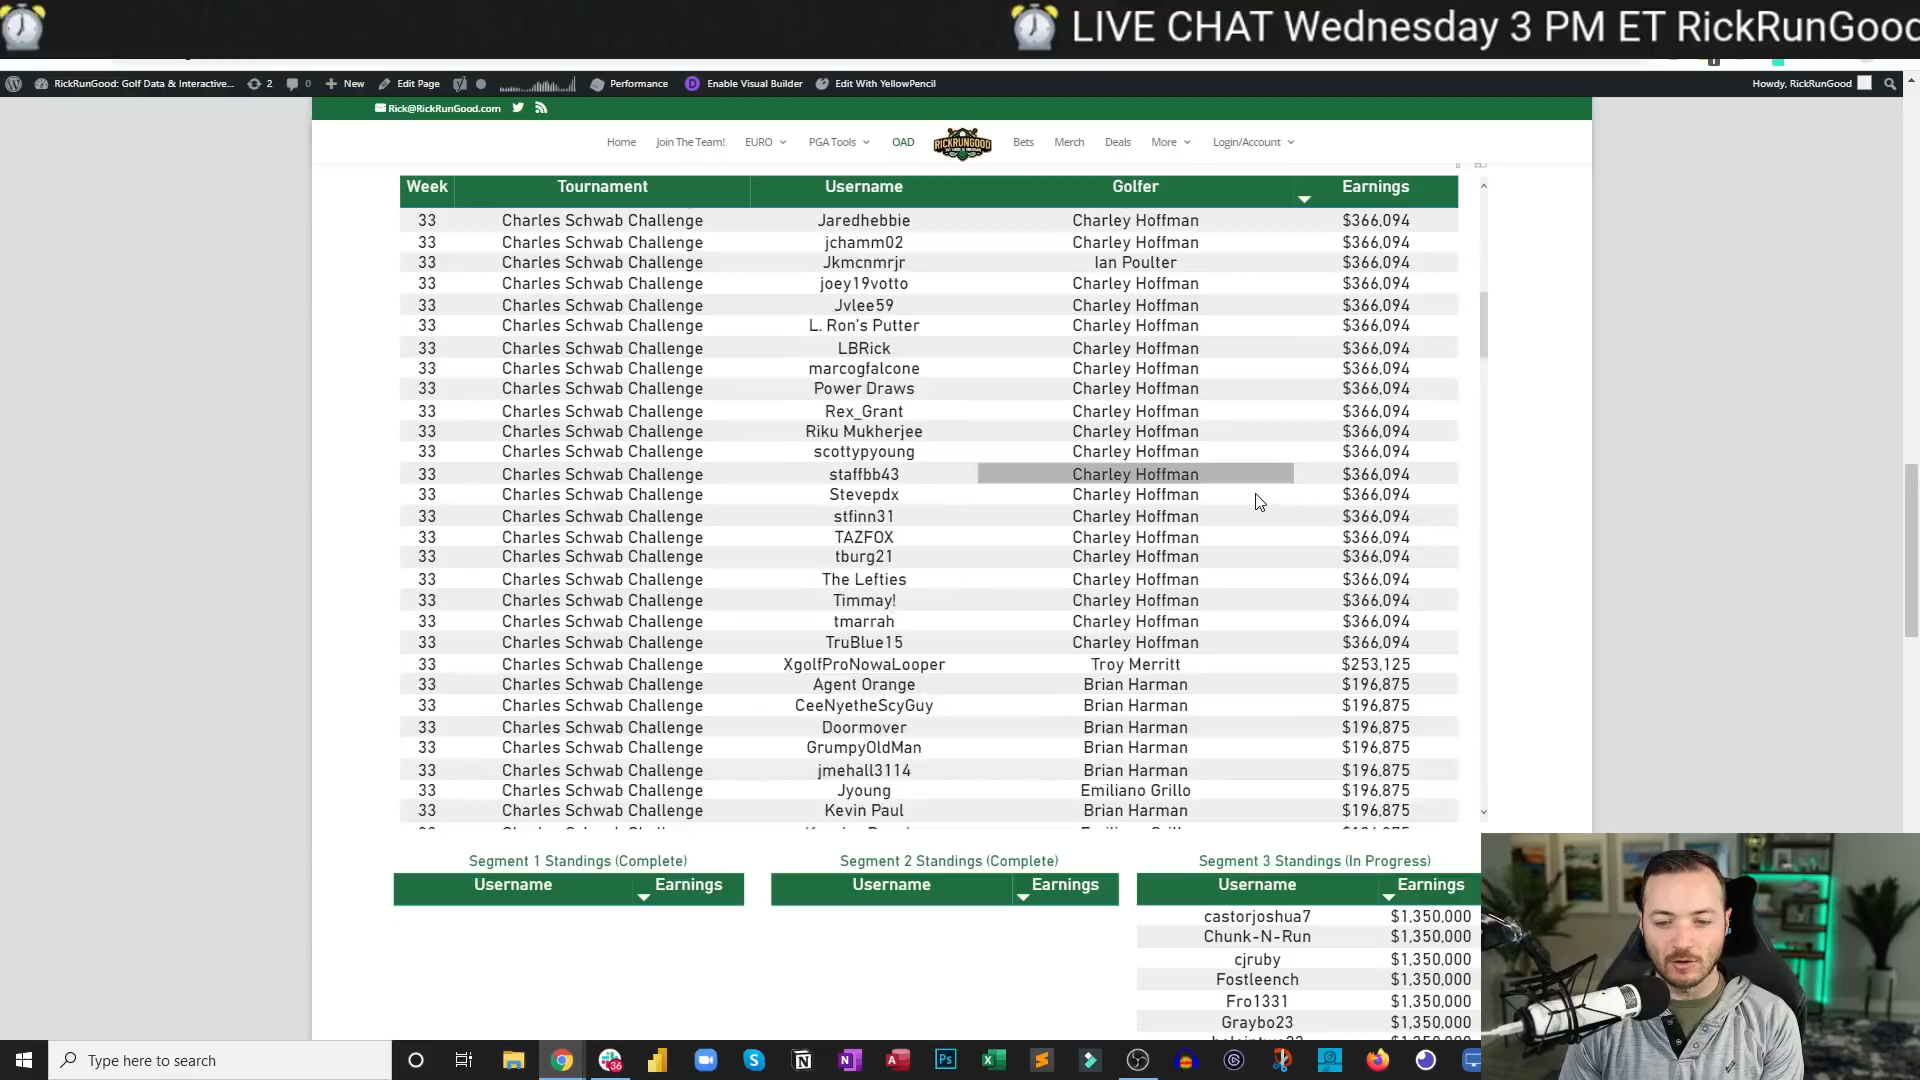 LIVE CHAT Wednesday 3 PM ET RickRunGood
RickRunGood: Golf Data & Interactive... 2 0 New Edit Page Performance Enable Visual Builder Edit With YellowPencil Howdy, RickRunGood
Rick@RickRunGood.com
Home Join The Team! EURO PGA Tools OAD RICKRUNGOOD Bets Merch Deals More Login/Account
Week Tournament Username Golfer Earnings
33 Charles Schwab Challenge Jaredhebbie Charley Hoffman $366,094
33 Charles Schwab Challenge jchamm02 Charley Hoffman $366,094
33 Charles Schwab Challenge Jkmcnmrjr Ian Poulter $366,094
33 Charles Schwab Challenge joey19votto Charley Hoffman $366,094
33 Charles Schwab Challenge Jvlee59 Charley Hoffman $366,094
33 Charles Schwab Challenge L. Ron's Putter Charley Hoffman $366,094
33 Charles Schwab Challenge LBRick Charley Hoffman $366,094
33 Charles Schwab Challenge marcogfalcone Charley Hoffman $366,094
33 Charles Schwab Challenge Power Draws Charley Hoffman $366,094
33 Charles Schwab Challenge Rex_Grant Charley Hoffman $366,094
33 Charles Schwab Challenge Riku Mukherjee Charley Hoffman $366,094
33 Charles Schwab Challenge scottypyoung Charley Hoffman $366,094
33 Charles Schwab Challenge staffbb43 Charley Hoffman $366,094
33 Charles Schwab Challenge Stevepdx Charley Hoffman $366,094
33 Charles Schwab Challenge stfinn31 Charley Hoffman $366,094
33 Charles Schwab Challenge TAZFOX Charley Hoffman $366,094
33 Charles Schwab Challenge tburg21 Charley Hoffman $366,094
33 Charles Schwab Challenge The Lefties Charley Hoffman $366,094
33 Charles Schwab Challenge Timmay! Charley Hoffman $366,094
33 Charles Schwab Challenge tmarrah Charley Hoffman $366,094
33 Charles Schwab Challenge TruBlue15 Charley Hoffman $366,094
33 Charles Schwab Challenge XgolfProNowaLooper Troy Merritt $253,125
33 Charles Schwab Challenge Agent Orange Brian Harman $196,875
33 Charles Schwab Challenge CeeNyetheScyGuy Brian Harman $196,875
33 Charles Schwab Challenge Doormover Brian Harman $196,875
33 Charles Schwab Challenge GrumpyOldMan Brian Harman $196,875
33 Charles Schwab Challenge jmehall3114 Brian Harman $196,875
33 Charles Schwab Challenge Jyoung Emiliano Grillo $196,875
33 Charles Schwab Challenge Kevin Paul Brian Harman $196,875
Segment 1 Standings (Complete) Segment 2 Standings (Complete) Segment 3 Standings (In Progress)
Username Earnings Username Earnings Username Earnings
castorjoshua7 $1,350,000
Chunk-N-Run $1,350,000
cjruby $1,350,000
Fostleench $1,350,000
Fro1331 $1,350,000
Graybo23 $1,350,000
Type here to search